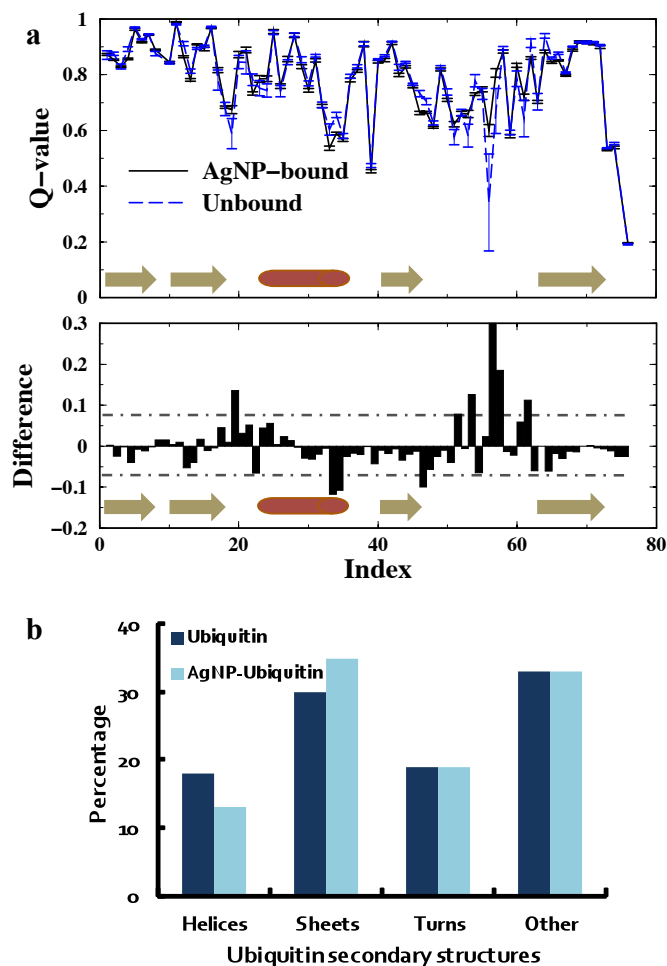 a
1
0.8
0.6
0.4
0.2
0
Q−value
AgNP−bound
Unbound
0.3
0.2
0.1
0
−0.1
−0.2
Difference
0
20
40
60
80
Index
b
40
30
20
10
0
Percentage
Ubiquitin
AgNP-Ubiquitin
Helices
Sheets
Turns
Other
Ubiquitin secondary structures